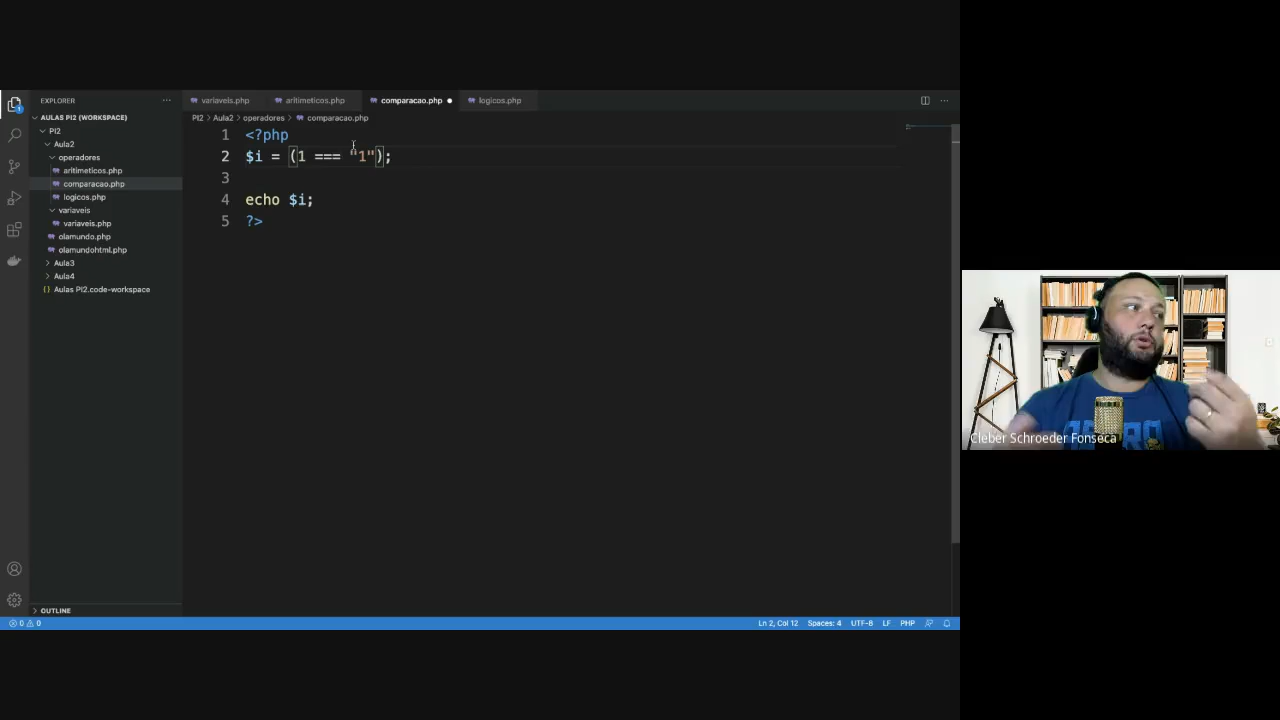 EXPLORER
AULAS PI2 (WORKSPACE)
PI2
Aula2
operadores
aritimeticos.php
comparacao.php
logicos.php
variaveis
variaveis.php
olamundo.php
olamundohtml.php
Aula3
Aula4
{} Aulas PI2.code-workspace
OUTLINE
variaveis.php aritimeticos.php comparacao.php logicos.php
PI2 > Aula2 > operadores > comparacao.php
1 <?php
2 $i = (1 === "1");
3
4 echo $i;
5 ?>
0 0
Ln 2, Col 12 Spaces: 4 UTF-8 LF PHP
Cleber Schroeder Fonseca